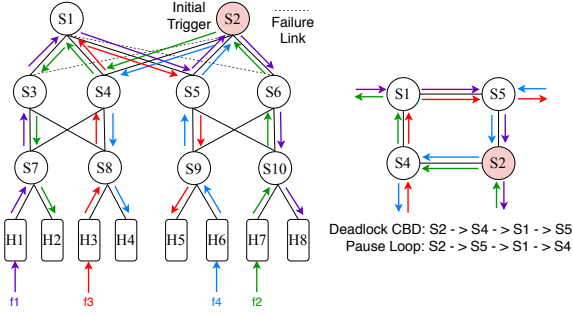 S1
Initial
Trigger
S2
Failure
Link
S3
S4
S5
S6
S1
S5
S7
S8
S9
S10
S4
S2
H1
H2
H3
H4
H5
H6
H7
H8
Deadlock CBD: S2 -> S4 -> S1 -> S5
Pause Loop: S2 -> S5 -> S1 -> S4
f1
f3
f4
f2